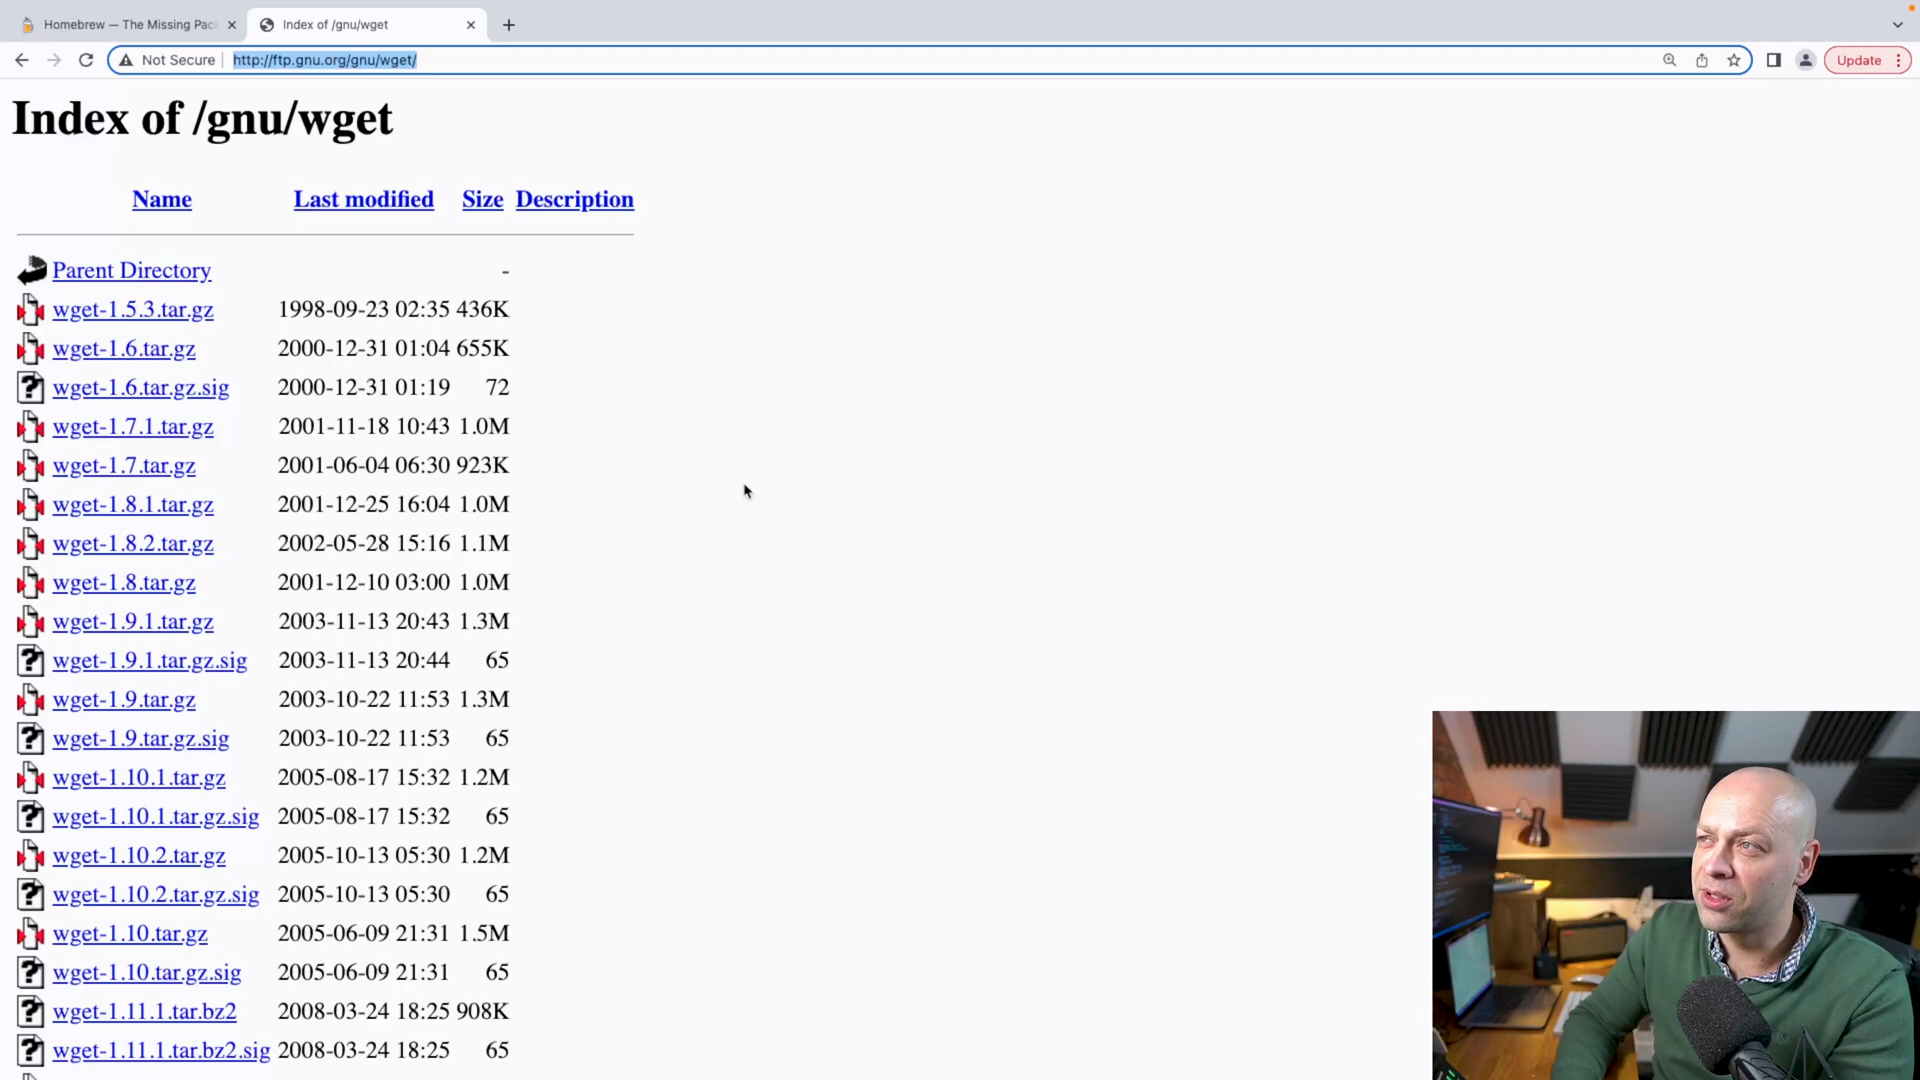 Homebrew — The Missing Pac
Index of /gnu/wget
Not Secure
http://ftp.gnu.org/gnu/wget/
Update
Index of /gnu/wget
Name Last modified Size Description
Parent Directory -
wget-1.5.3.tar.gz 1998-09-23 02:35 436K
wget-1.6.tar.gz 2000-12-31 01:04 655K
wget-1.6.tar.gz.sig 2000-12-31 01:19 72
wget-1.7.1.tar.gz 2001-11-18 10:43 1.0M
wget-1.7.tar.gz 2001-06-04 06:30 923K
wget-1.8.1.tar.gz 2001-12-25 16:04 1.0M
wget-1.8.2.tar.gz 2002-05-28 15:16 1.1M
wget-1.8.tar.gz 2001-12-10 03:00 1.0M
wget-1.9.1.tar.gz 2003-11-13 20:43 1.3M
wget-1.9.1.tar.gz.sig 2003-11-13 20:44 65
wget-1.9.tar.gz 2003-10-22 11:53 1.3M
wget-1.9.tar.gz.sig 2003-10-22 11:53 65
wget-1.10.1.tar.gz 2005-08-17 15:32 1.2M
wget-1.10.1.tar.gz.sig 2005-08-17 15:32 65
wget-1.10.2.tar.gz 2005-10-13 05:30 1.2M
wget-1.10.2.tar.gz.sig 2005-10-13 05:30 65
wget-1.10.tar.gz 2005-06-09 21:31 1.5M
wget-1.10.tar.gz.sig 2005-06-09 21:31 65
wget-1.11.1.tar.bz2 2008-03-24 18:25 908K
wget-1.11.1.tar.bz2.sig 2008-03-24 18:25 65